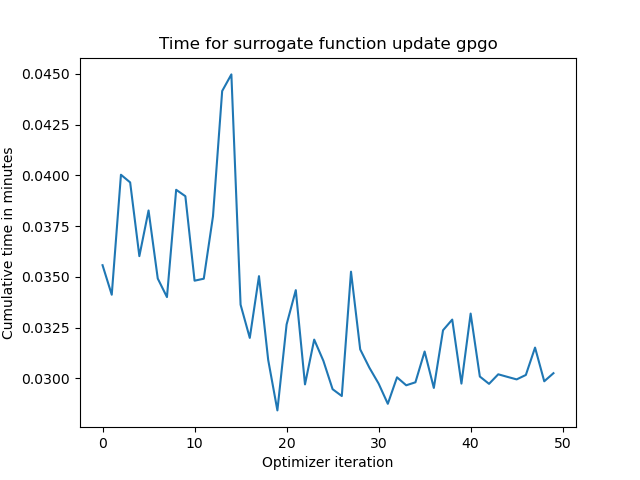 Time for surrogate function update gpgo
Cumulative time in minutes
0.0450
0.0425
0.0400
0.0375
0.0350
0.0325
0.0300
0 10 20 30 40 50
Optimizer iteration